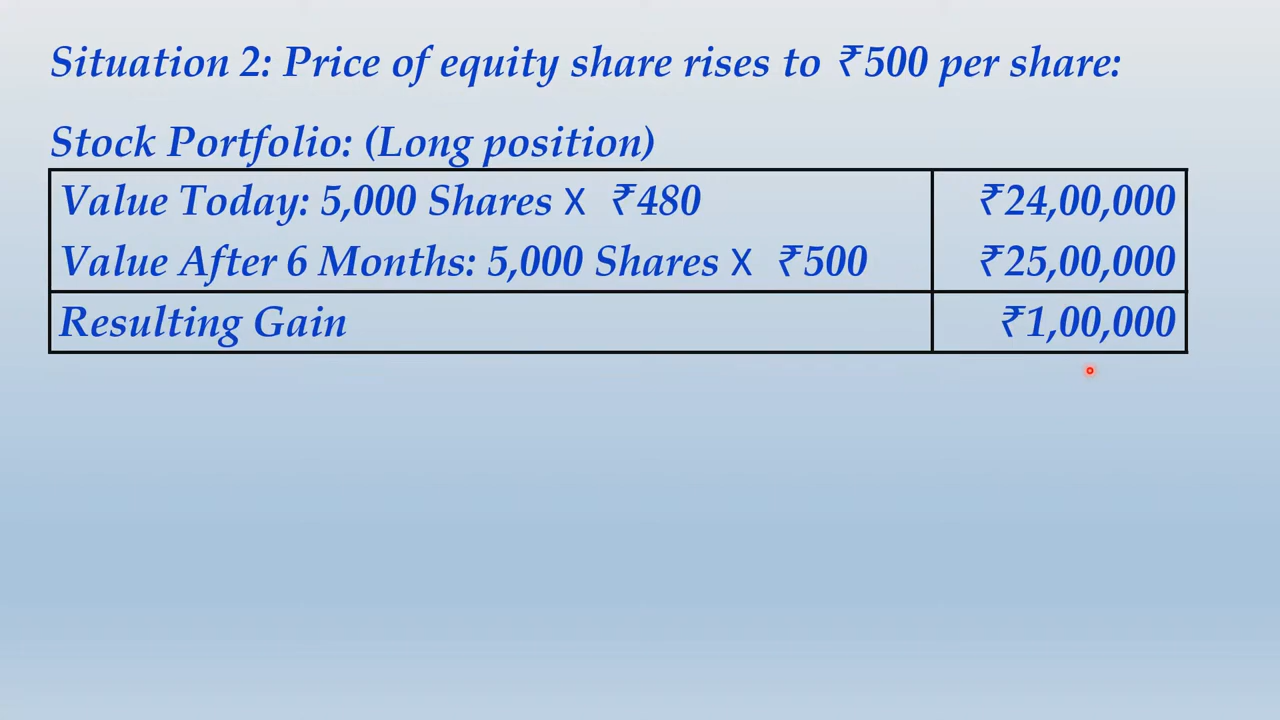 Situation 2: Price of equity share rises to ₹500 per share:
Stock Portfolio: (Long position)
Value Today: 5,000 Shares X ₹480 ₹24,00,000
Value After 6 Months: 5,000 Shares X ₹500 ₹25,00,000
Resulting Gain ₹1,00,000